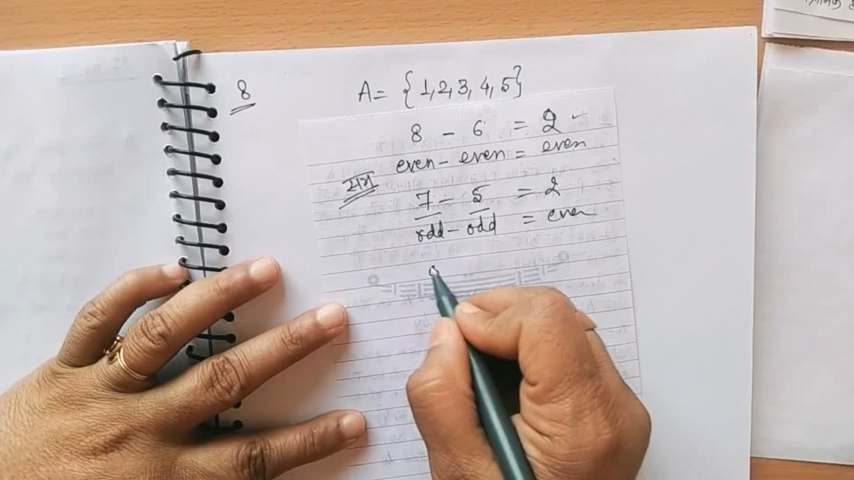 8
A = {1,2,3,4,5}
8 - 6 = 2
even - even = even
सम
7 - 5 = 2
odd - odd = even